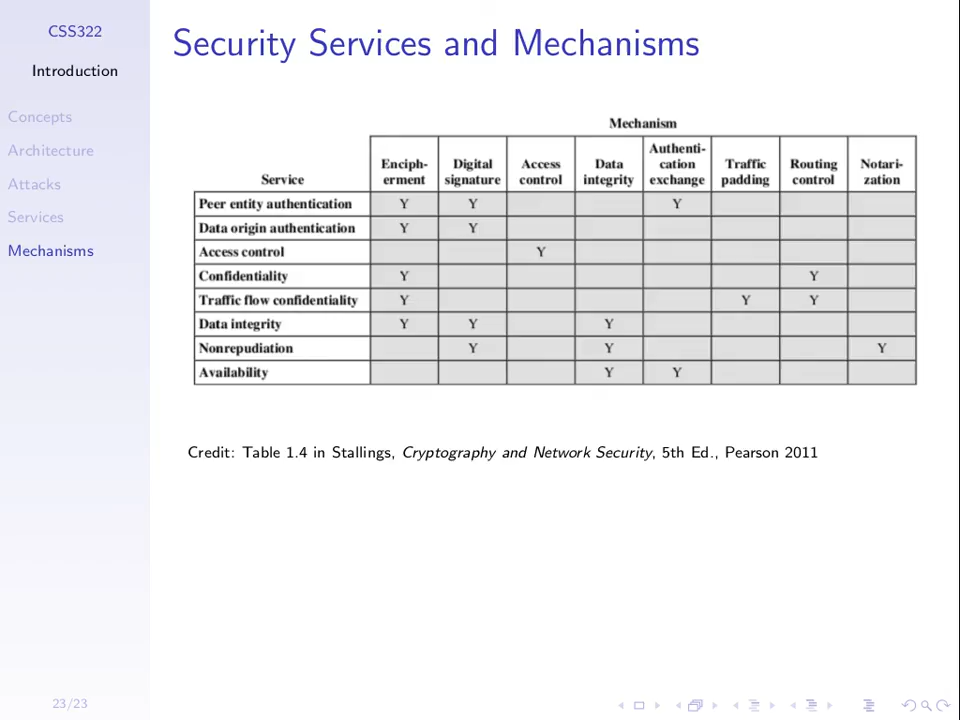 CSS322
Introduction
Concepts
Architecture
Attacks
Services
Mechanisms
Security Services and Mechanisms
Mechanism
Service Enciph-erment Digital signature Access control Data integrity Authenti-cation exchange Traffic padding Routing control Notari-zation
Peer entity authentication Y Y Y
Data origin authentication Y Y
Access control Y
Confidentiality Y Y
Traffic flow confidentiality Y Y Y
Data integrity Y Y Y
Nonrepudiation Y Y Y
Availability Y Y
Credit: Table 1.4 in Stallings, Cryptography and Network Security, 5th Ed., Pearson 2011
23/23